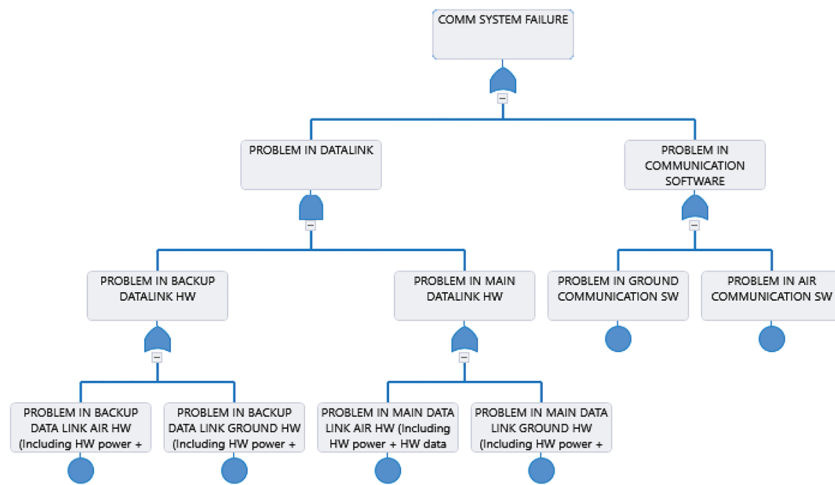 COMM SYSTEM FAILURE
PROBLEM IN DATALINK
PROBLEM IN
COMMUNICATION
SOFTWARE
PROBLEM IN BACKUP
DATALINK HW
PROBLEM IN MAIN
DATALINK HW
PROBLEM IN GROUND
COMMUNICATION SW
PROBLEM IN AIR
COMMUNICATION SW
PROBLEM IN BACKUP
DATA LINK AIR HW
(Including HW power +
PROBLEM IN BACKUP
DATA LINK GROUND HW
(Including HW power +
PROBLEM IN MAIN DATA
LINK AIR HW (Including
HW power + HW data
PROBLEM IN MAIN DATA
LINK GROUND HW
(Including HW power +